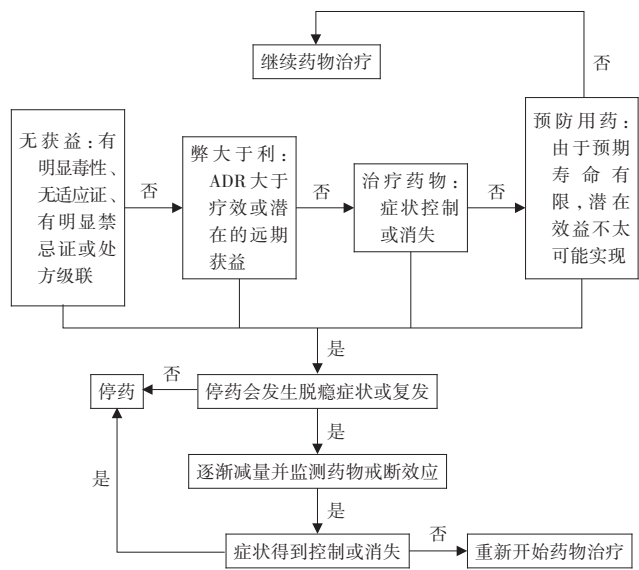 继续药物治疗
否
无获益：有
明显毒性、
无适应证、
有明显禁
忌证或处
方级联
否
弊大于利：
ADR大于
疗效或潜
在的远期
获益
否
治疗药物：
症状控制
或消失
否
预防用药：
由于预期
寿命有
限，潜在
效益不太
可能实现
是
停药
否
停药会发生脱瘾症状或复发
是
逐渐减量并监测药物戒断效应
是
是
症状得到控制或消失
否
重新开始药物治疗